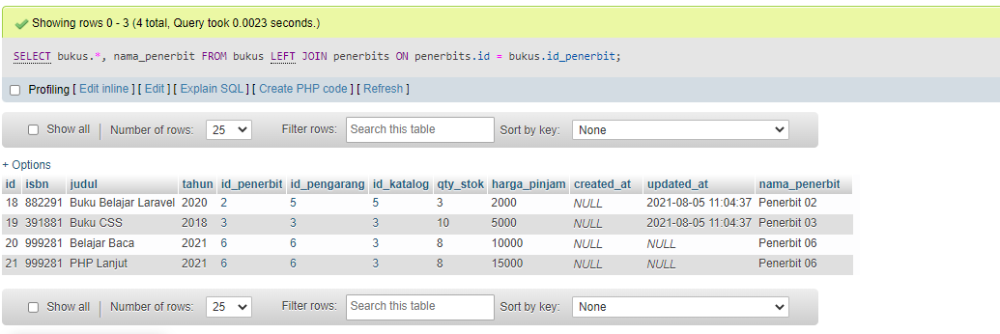 Showing rows 0 - 3 (4 total, Query took 0.0023 seconds.)
SELECT bukus.*, nama_penerbit FROM bukus LEFT JOIN penerbits ON penerbits.id = bukus.id_penerbit;
Profiling [ Edit inline ] [ Edit ] [ Explain SQL ] [ Create PHP code ] [ Refresh ]
Show all Number of rows: 25 Filter rows: Search this table Sort by key: None
+ Options
id isbn judul tahun id_penerbit id_pengarang id_katalog qty_stok harga_pinjam created_at updated_at nama_penerbit
18 882291 Buku Belajar Laravel 2020 2 5 5 3 2000 NULL 2021-08-05 11:04:37 Penerbit 02
19 391881 Buku CSS 2018 3 3 3 10 5000 NULL 2021-08-05 11:04:37 Penerbit 03
20 999281 Belajar Baca 2021 6 6 3 8 10000 NULL NULL Penerbit 06
21 999281 PHP Lanjut 2021 6 6 3 8 15000 NULL NULL Penerbit 06
Show all Number of rows: 25 Filter rows: Search this table Sort by key: None